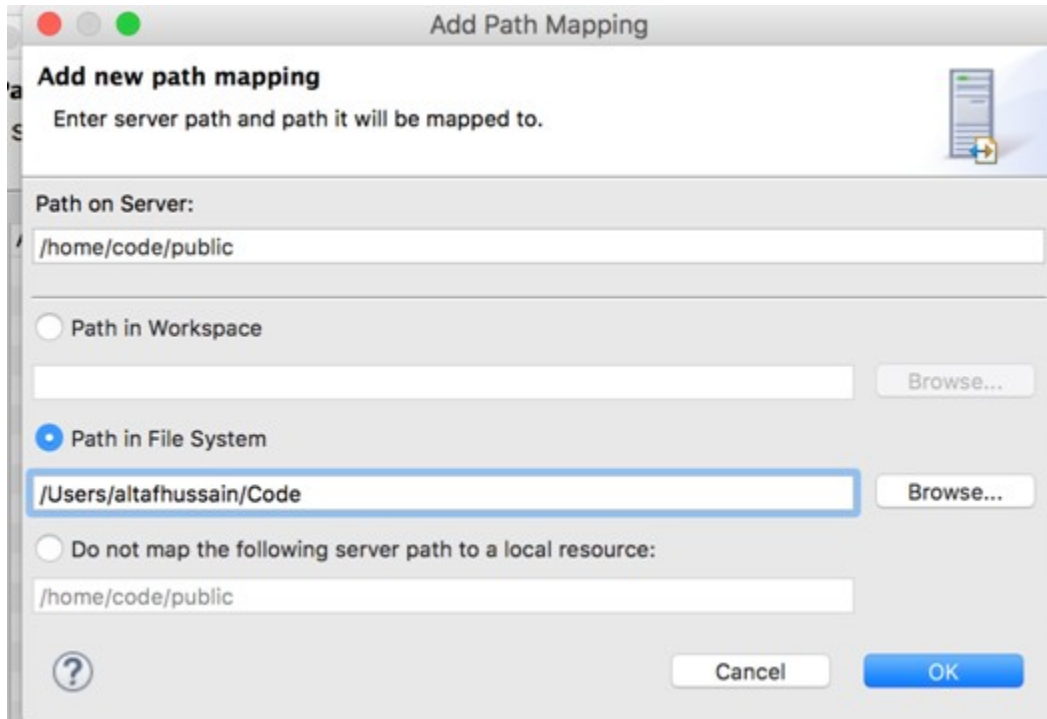 Add Path Mapping
Add new path mapping
Enter server path and path it will be mapped to.
Path on Server:
/home/code/public
Path in Workspace
Browse...
Path in File System
/Users/altafhussain/Code
Browse...
Do not map the following server path to a local resource:
/home/code/public
?
Cancel
OK